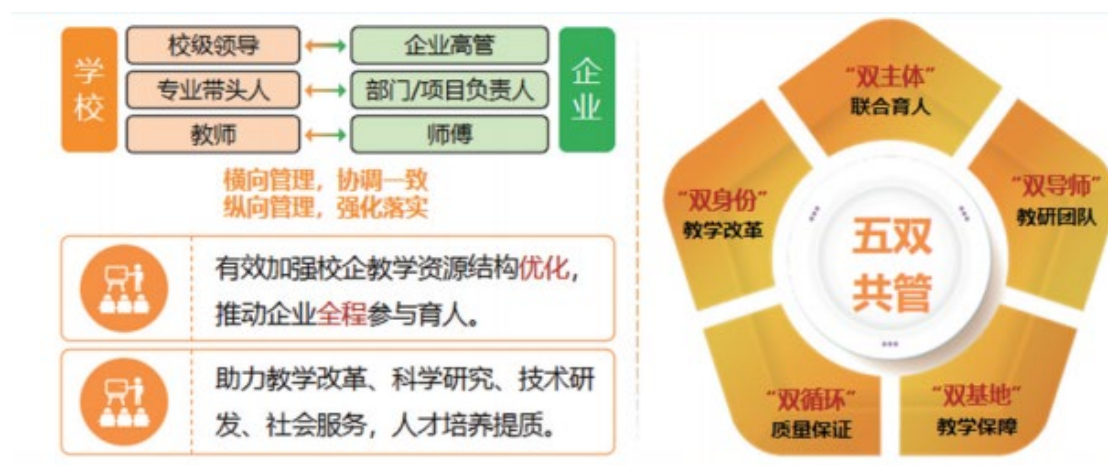 学校
校级领导
企业高管
专业带头人
部门/项目负责人
教师
师傅
企业
横向管理，协调一致
纵向管理，强化落实
有效加强校企教学资源结构优化，
推动企业全程参与育人。
助力教学改革、科学研究、技术研
发、社会服务，人才培养提质。
“双主体”
联合育人
“双导师”
教研团队
“双基地”
教学保障
“双循环”
质量保证
“双身份”
教学改革
五双
共管